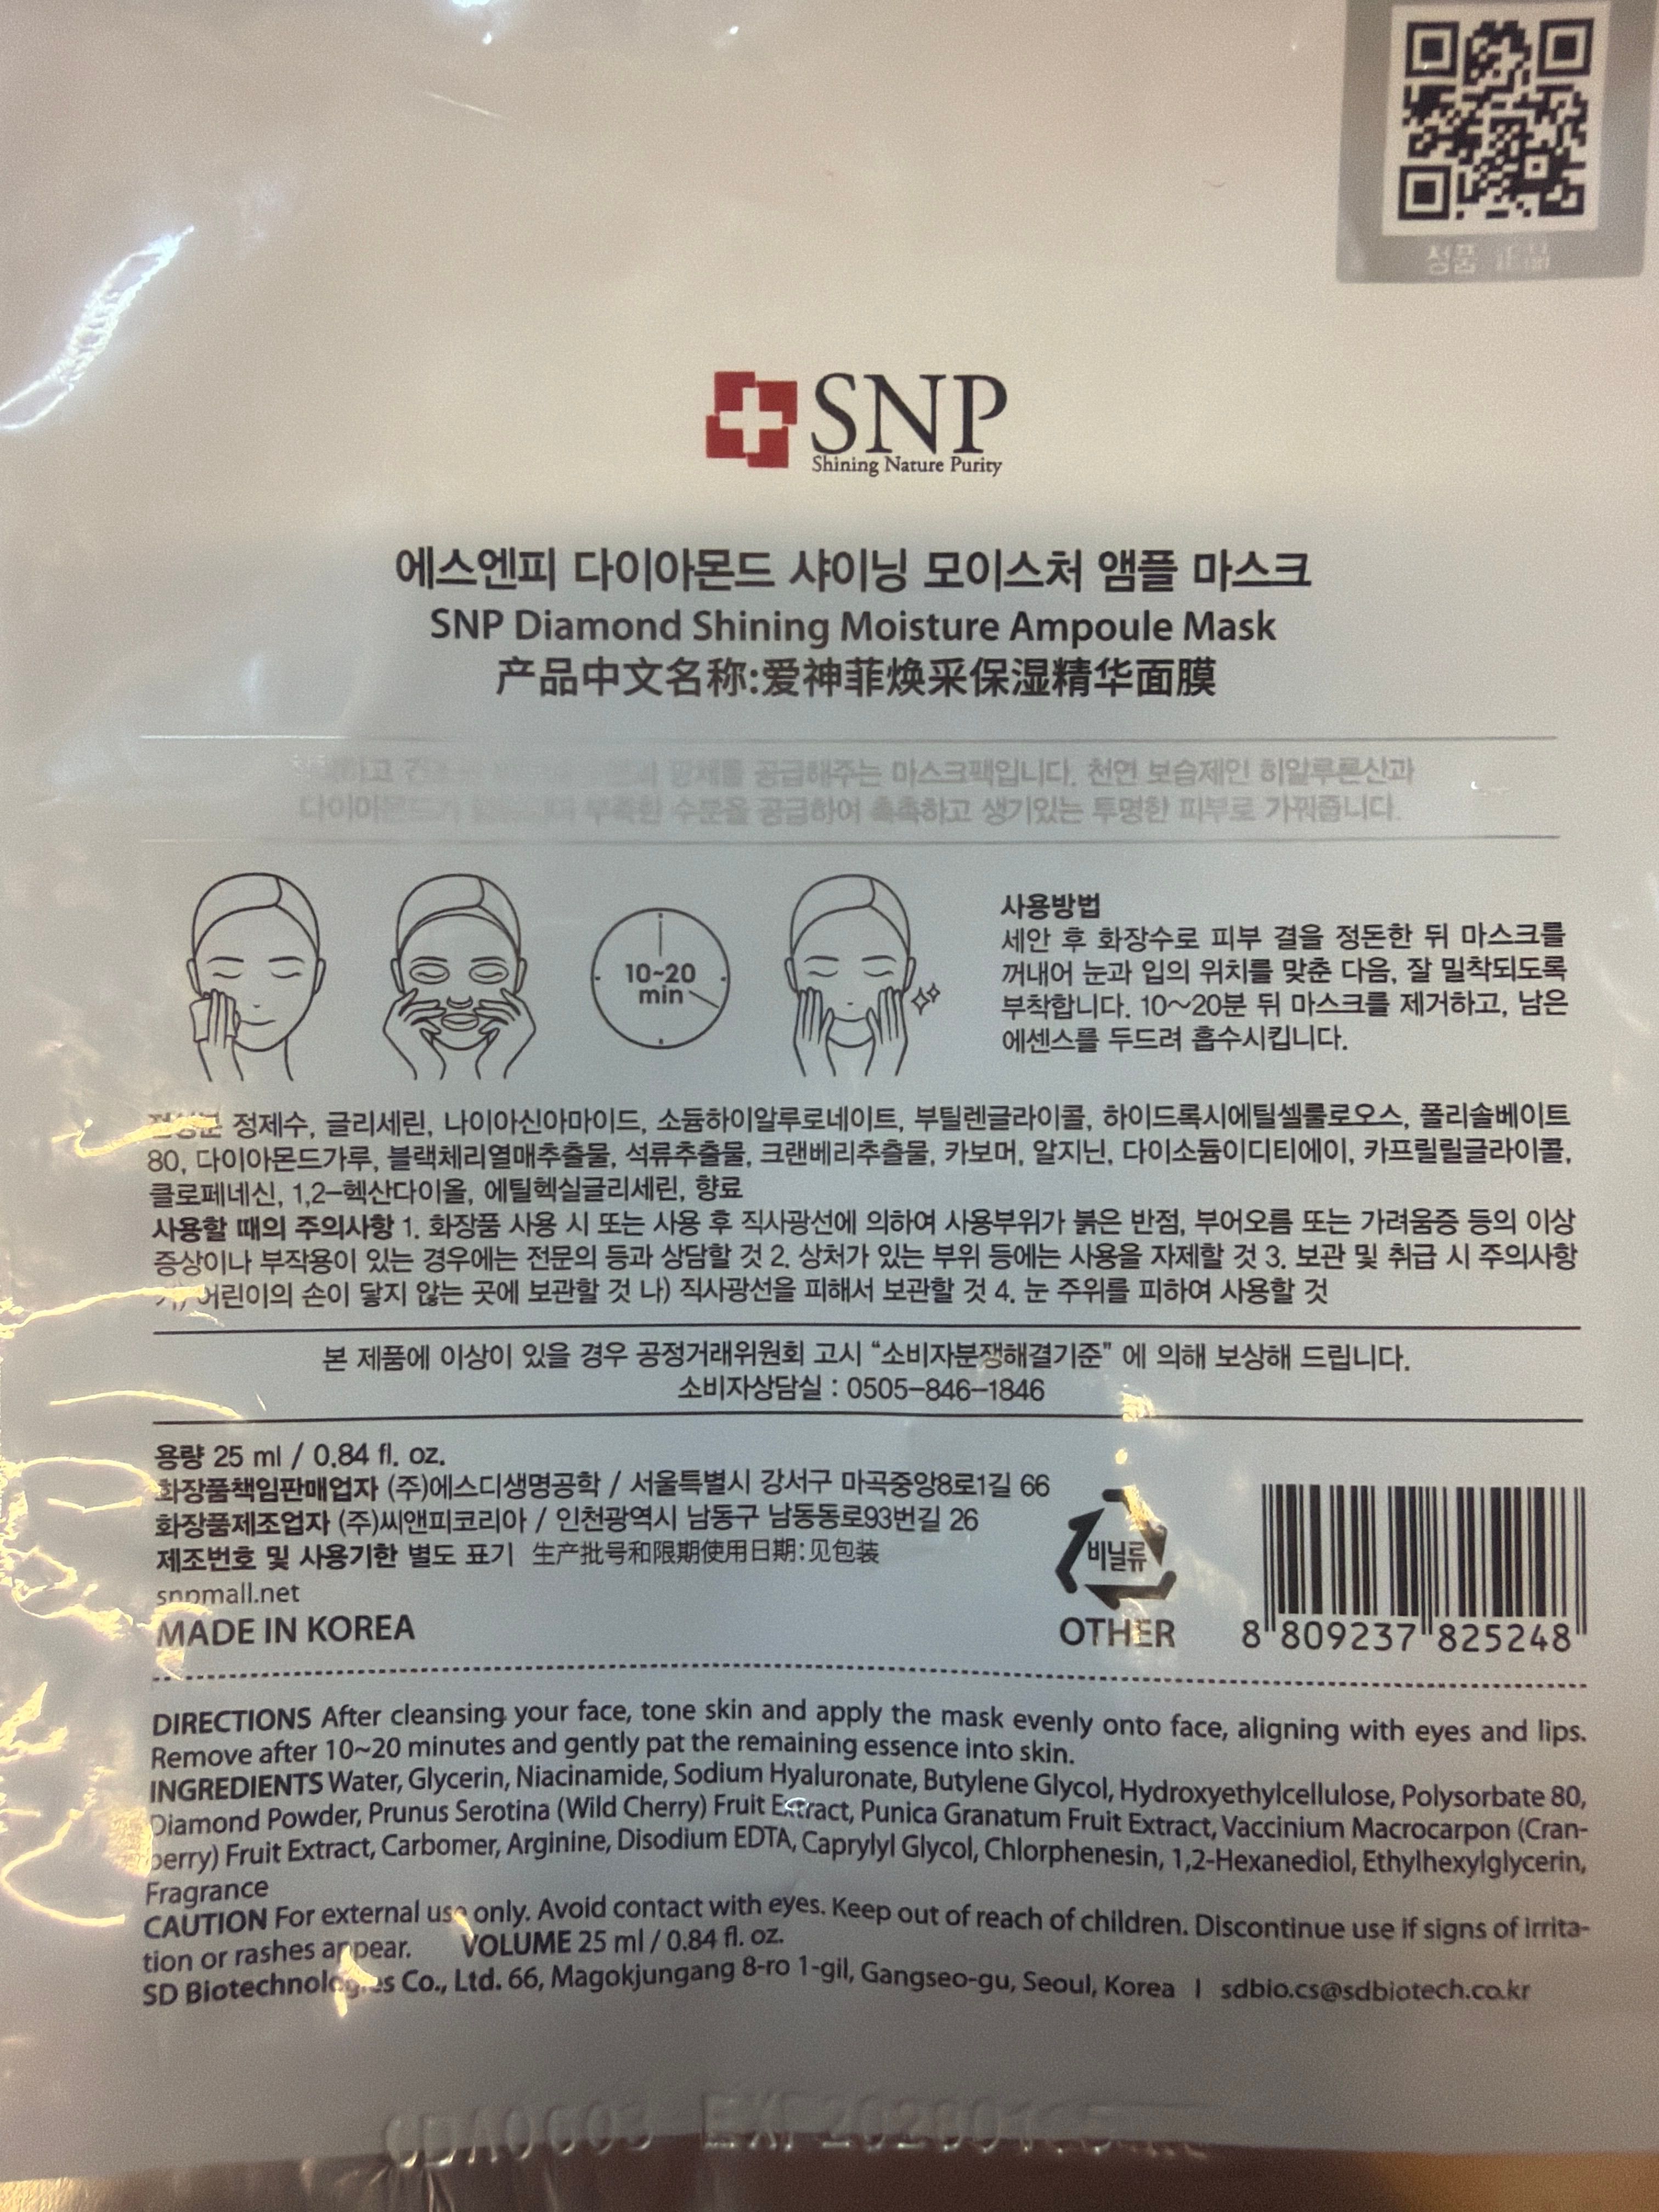 정품 正品
SNP
Shining Nature Purity
에스엔피 다이아몬드 샤이닝 모이스처 앰플 마스크
SNP Diamond Shining Moisture Ampoule Mask
产品中文名称:爱神菲焕采保湿精华面膜
광채를 공급해주는 마스크팩입니다. 천연 보습제인 히알루론산과
부족한 수분을 공급하여 촉촉하고 생기있는 투명한 피부로 가꿔줍니다.
10~20
min
사용방법
세안 후 화장수로 피부 결을 정돈한 뒤 마스크를
꺼내어 눈과 입의 위치를 맞춘 다음, 잘 밀착되도록
부착합니다. 10~20분 뒤 마스크를 제거하고, 남은
에센스를 두드려 흡수시킵니다.
전성분 정제수, 글리세린, 나이아신아마이드, 소듐하이알루로네이트, 부틸렌글라이콜, 하이드록시에틸셀룰로오스, 폴리솔베이트
80, 다이아몬드가루, 블랙체리열매추출물, 석류추출물, 크랜베리추출물, 카보머, 알지닌, 다이소듐이디티에이, 카프릴릴글라이콜,
클로페네신, 1,2-헥산다이올, 에틸헥실글리세린, 향료
사용할 때의 주의사항 1. 화장품 사용 시 또는 사용 후 직사광선에 의하여 사용부위가 붉은 반점, 부어오름 또는 가려움증 등의 이상
증상이나 부작용이 있는 경우에는 전문의 등과 상담할 것 2. 상처가 있는 부위 등에는 사용을 자제할 것 3. 보관 및 취급 시 주의사항
가) 어린이의 손이 닿지 않는 곳에 보관할 것 나) 직사광선을 피해서 보관할 것 4. 눈 주위를 피하여 사용할 것
본 제품에 이상이 있을 경우 공정거래위원회 고시 "소비자분쟁해결기준" 에 의해 보상해 드립니다.
소비자상담실 : 0505-846-1846
용량 25 ml / 0.84 fl. oz.
화장품책임판매업자 (주)에스디생명공학 / 서울특별시 강서구 마곡중앙8로1길 66
화장품제조업자 (주)씨앤피코리아 / 인천광역시 남동구 남동동로93번길 26
제조번호 및 사용기한 별도 표기 生产批号和限期使用日期:见包装
snpmall.net
MADE IN KOREA
비닐류
OTHER
8 809237 825248
DIRECTIONS After cleansing your face, tone skin and apply the mask evenly onto face, aligning with eyes and lips.
Remove after 10~20 minutes and gently pat the remaining essence into skin.
INGREDIENTS Water, Glycerin, Niacinamide, Sodium Hyaluronate, Butylene Glycol, Hydroxyethylcellulose, Polysorbate 80,
Diamond Powder, Prunus Serotina (Wild Cherry) Fruit Extract, Punica Granatum Fruit Extract, Vaccinium Macrocarpon (Cran-
berry) Fruit Extract, Carbomer, Arginine, Disodium EDTA, Caprylyl Glycol, Chlorphenesin, 1,2-Hexanediol, Ethylhexylglycerin,
Fragrance
CAUTION For external use only. Avoid contact with eyes. Keep out of reach of children. Discontinue use if signs of irrita-
tion or rashes appear. VOLUME 25 ml / 0.84 fl. oz.
SD Biotechnologies Co., Ltd. 66, Magokjungang 8-ro 1-gil, Gangseo-gu, Seoul, Korea | sdbio.cs@sdbiotech.co.kr